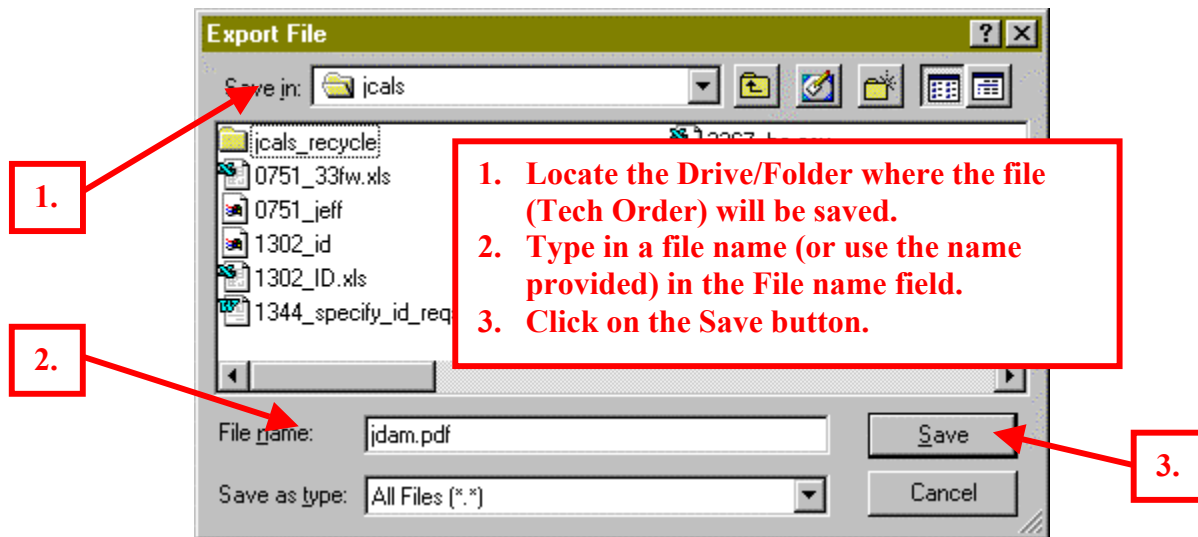 Export File
Save in: jcals
jcals_recycle
0751_33fw.xls
0751_jeff
1302_id
1302_ID.xls
1344_specify_id_req
1.
2.
3.
1. Locate the Drive/Folder where the file
(Tech Order) will be saved.
2. Type in a file name (or use the name
provided) in the File name field.
3. Click on the Save button.
File name: jdam.pdf
Save
Save as type: All Files (*.*)
Cancel